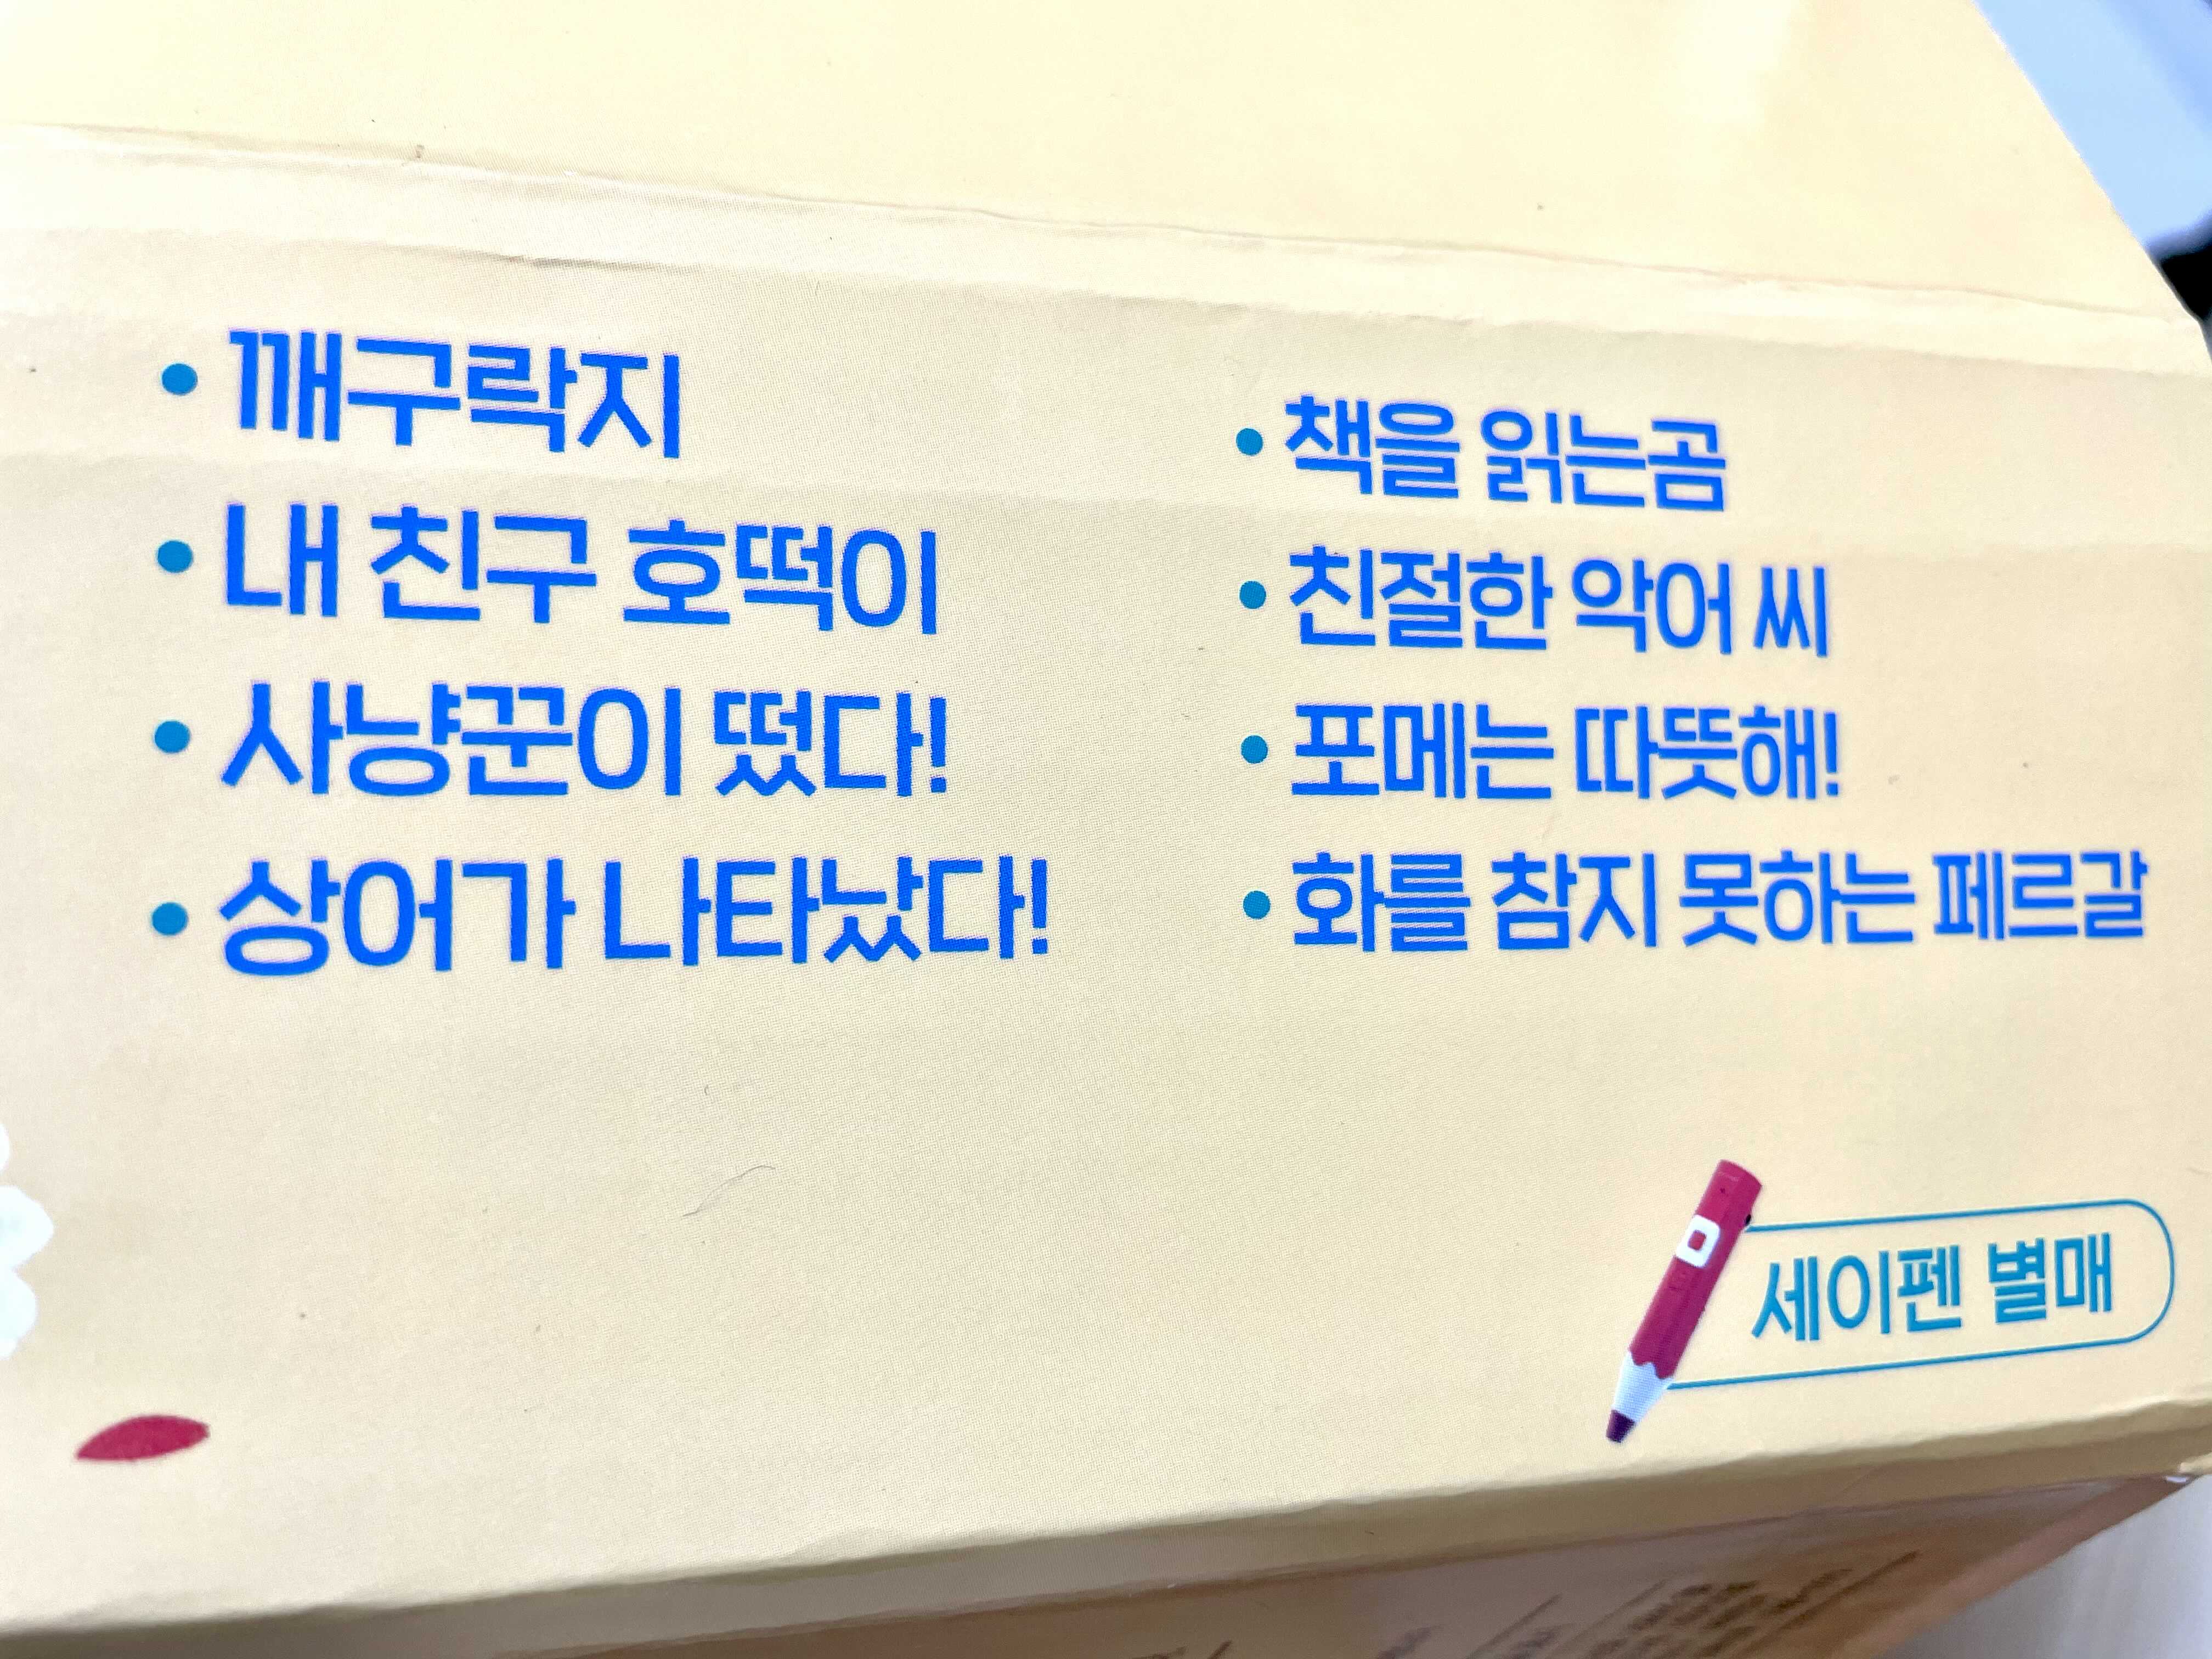 • 깨구락지
• 내 친구 호떡이
• 사냥꾼이 떴다!
• 상어가 나타났다!
• 책을 읽는곰
• 친절한 악어 씨
• 포메는 따뜻해!
• 화를 참지 못하는 페르갈
세이펜 별매